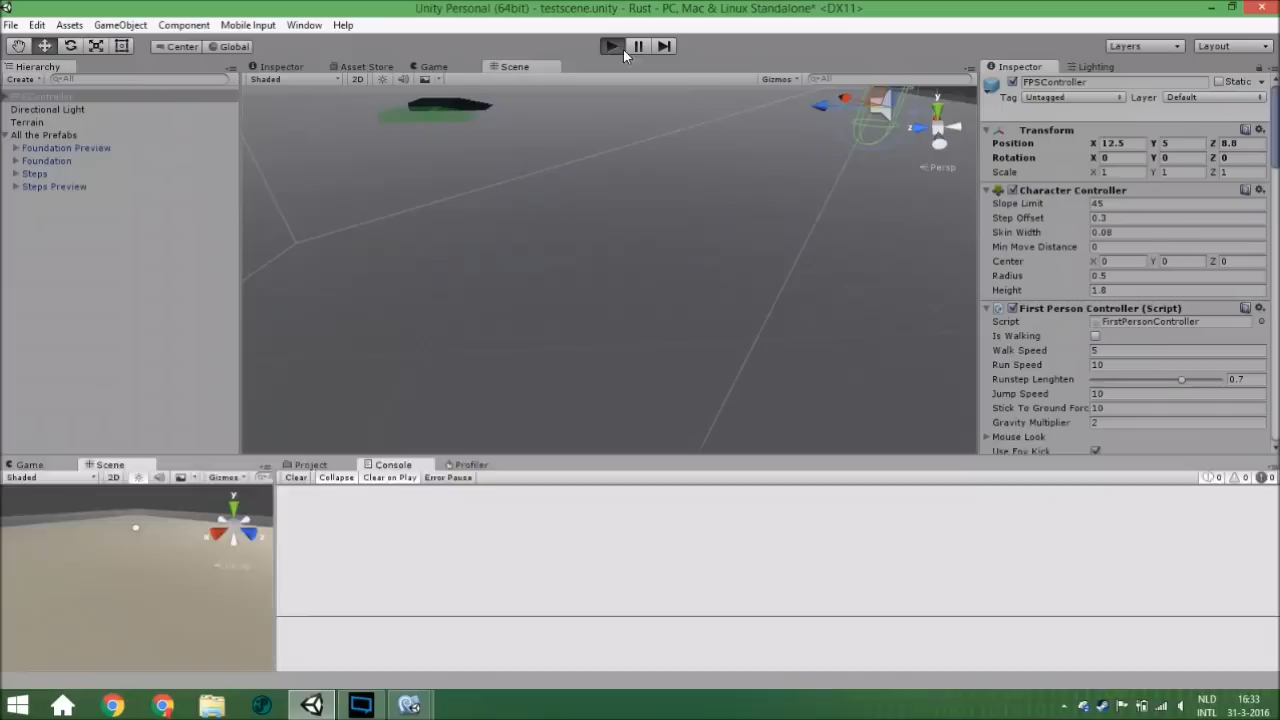 Unity Personal (64bit) - testscene.unity - Rust - PC, Mac & Linux Standalone* <DX11>
File Edit Assets GameObject Component Mobile Input Window Help
Center Global Layers Layout
Hierarchy Inspector Asset Store Game Scene Inspector Lighting
Create All Shaded 2D Gizmos All
FPSController Static
Tag Untagged Layer Default
FPSController
Directional Light
Terrain
All the Prefabs
Foundation Preview
Foundation
Steps
Steps Preview
y
z
Persp
Transform
Position X 12.5 Y 5 Z 8.8
Rotation X 0 Y 0 Z 0
Scale X 1 Y 1 Z 1
Character Controller
Slope Limit 45
Step Offset 0.3
Skin Width 0.08
Min Move Distance 0
Center X 0 Y 0 Z 0
Radius 0.5
Height 1.8
First Person Controller (Script)
Script FirstPersonController
Is Walking
Walk Speed 5
Run Speed 10
Runstep Lenghten 0.7
Jump Speed 10
Stick To Ground Forc 10
Gravity Multiplier 2
Mouse Look
Use Fov Kick
Game Scene Project Console Profiler
Shaded 2D Gizmos Clear Collapse Clear on Play Error Pause 0 0 0
y
x z
NLD 16:33
INTL 31-3-2016